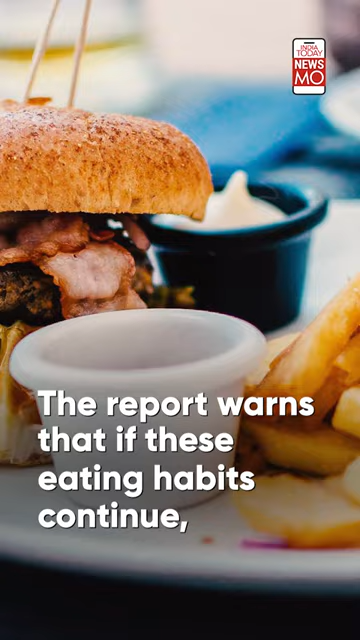 INDIA
TODAY
NEWS
MO
The report warns
that if these
eating habits
continue,